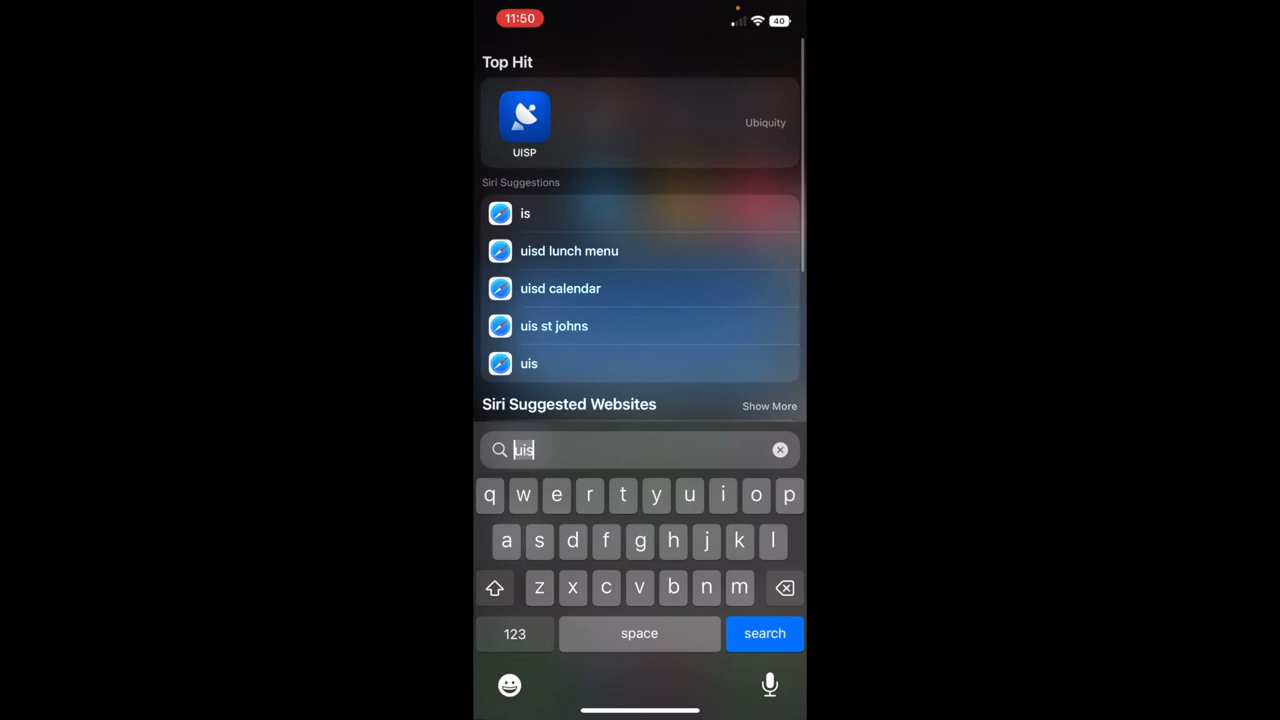 11:50
40
Top Hit
Ubiquity
UISP
Siri Suggestions
is
uisd lunch menu
uisd calendar
uis st johns
uis
Siri Suggested Websites Show More
uis
q w e r t y u i o p
a s d f g h j k l
z x c v b n m
123 space search